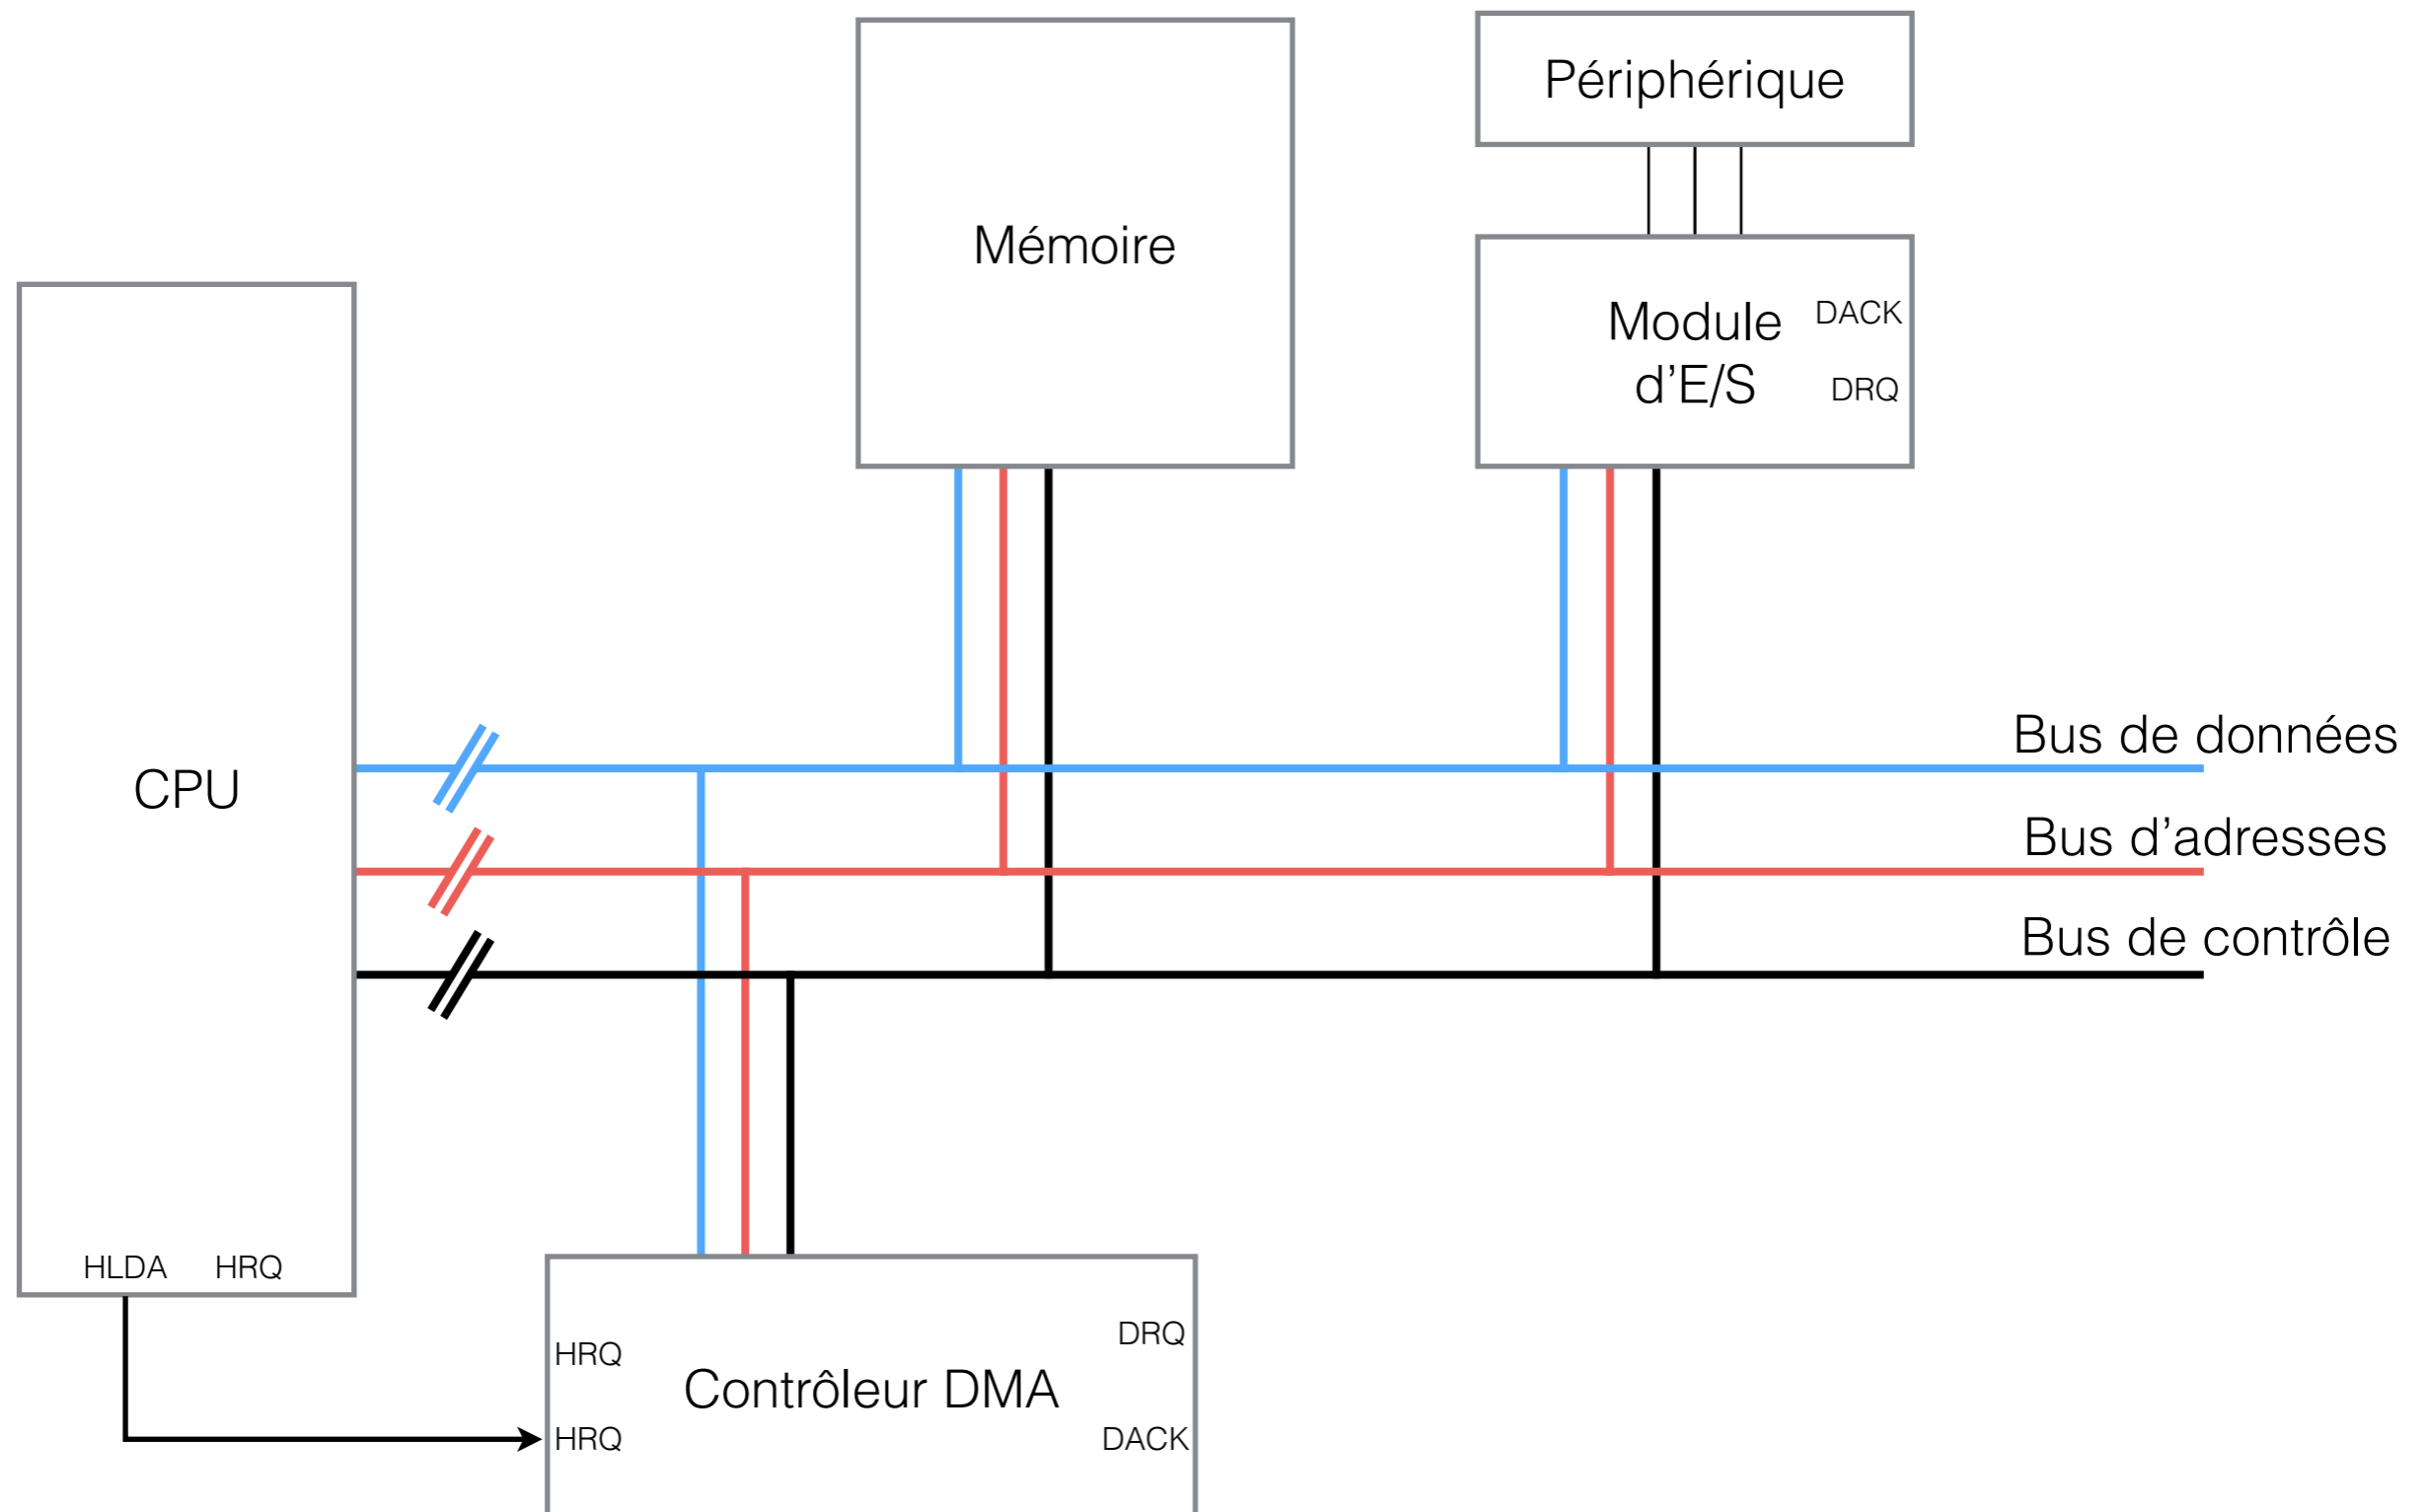 Périphérique
Mémoire
Module
d’E/S
DACK
DRQ
Bus de données
CPU
Bus d’adresses
Bus de contrôle
HLDA
HRQ
HRQ
DRQ
Contrôleur DMA
HRQ
DACK